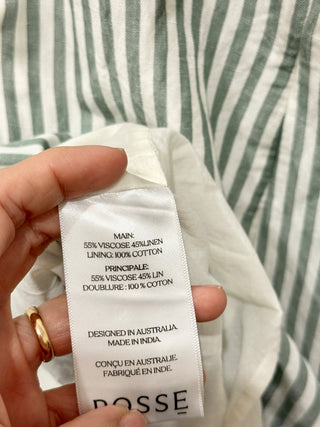 MAIN:
55% VISCOSE 45%LINEN
LINING: 100% COTTON
PRINCIPALE:
55% VISCOSE 45% LIN
DOUBLURE : 100 % COTON
DESIGNED IN AUSTRALIA.
MADE IN INDIA.
CONÇU EN AUSTRALIE.
FABRIQUÉ EN INDE.
BOSSE